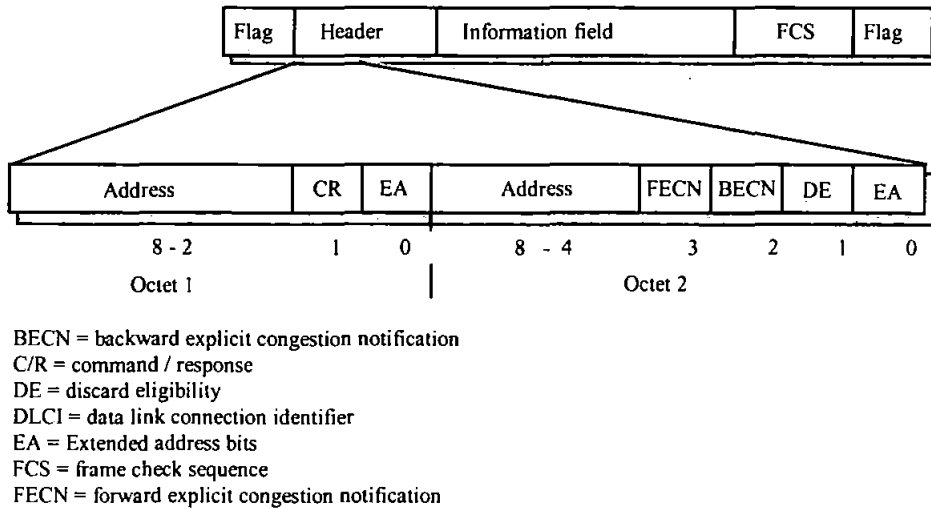 Flag Header Information field FCS Flag
Address CR EA Address FECN BECN DE EA
8 - 2 1 0 8 - 4 3 2 1 0
Octet 1 Octet 2
BECN = backward explicit congestion notification
C/R = command / response
DE = discard eligibility
DLCI = data link connection identifier
EA = Extended address bits
FCS = frame check sequence
FECN = forward explicit congestion notification